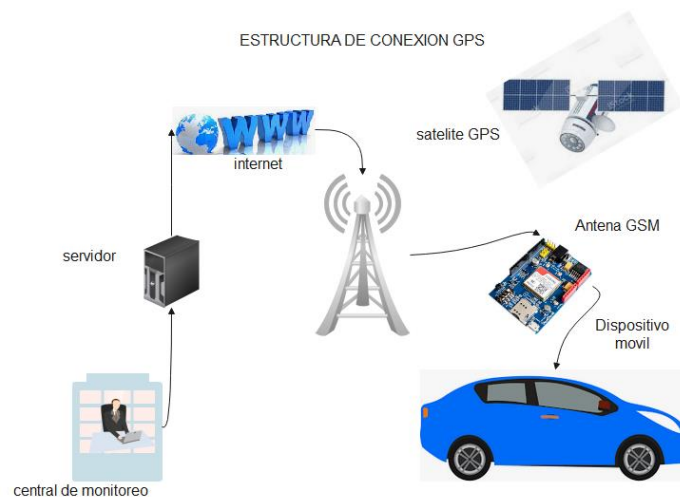 ESTRUCTURA DE CONEXION GPS
WWW
internet
satelite GPS
servidor
Antena GSM
Dispositivo
movil
central de monitoreo